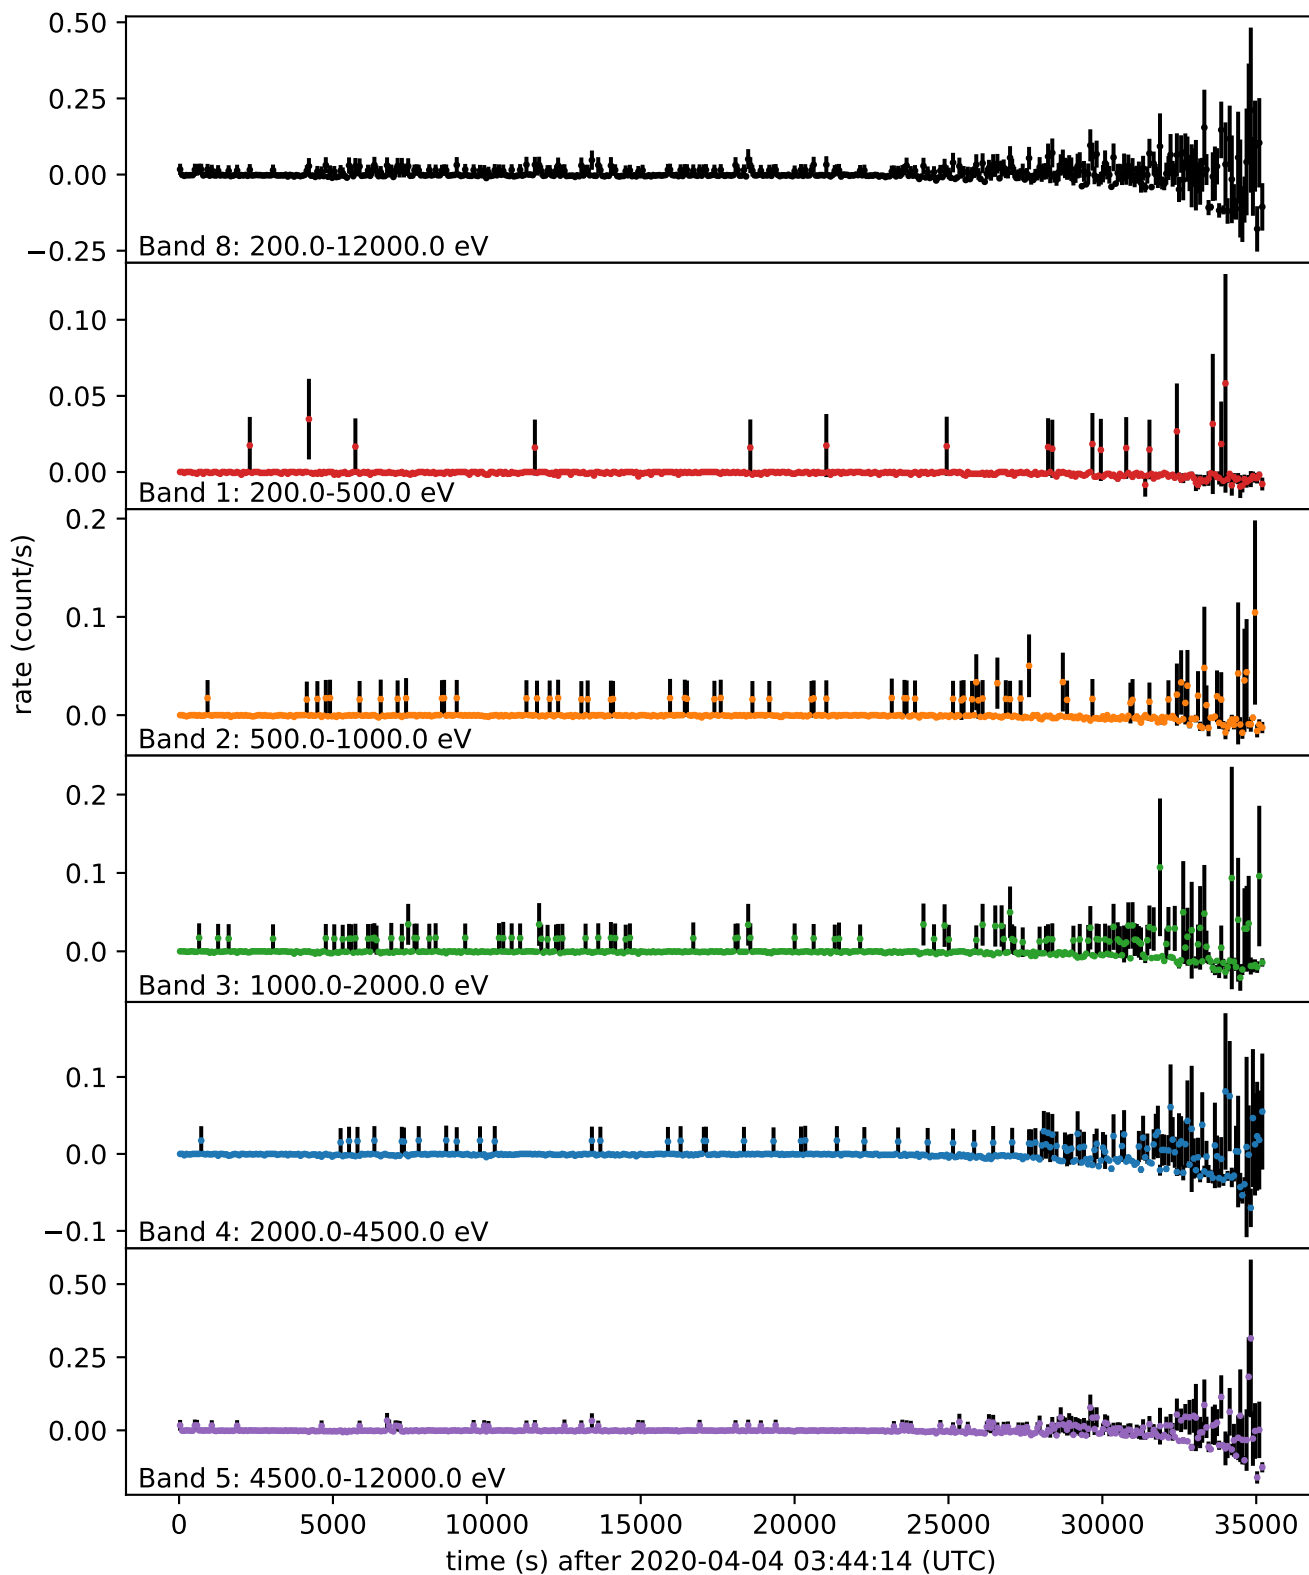 0.50
0.25
0.00
−0.25
Band 8: 200.0-12000.0 eV
0.10
0.05
0.00
Band 1: 200.0-500.0 eV
0.2
0.1
0.0
Band 2: 500.0-1000.0 eV
rate (count/s)
0.2
0.1
0.0
Band 3: 1000.0-2000.0 eV
0.1
0.0
−0.1
Band 4: 2000.0-4500.0 eV
0.50
0.25
0.00
Band 5: 4500.0-12000.0 eV
0 5000 10000 15000 20000 25000 30000 35000
time (s) after 2020-04-04 03:44:14 (UTC)